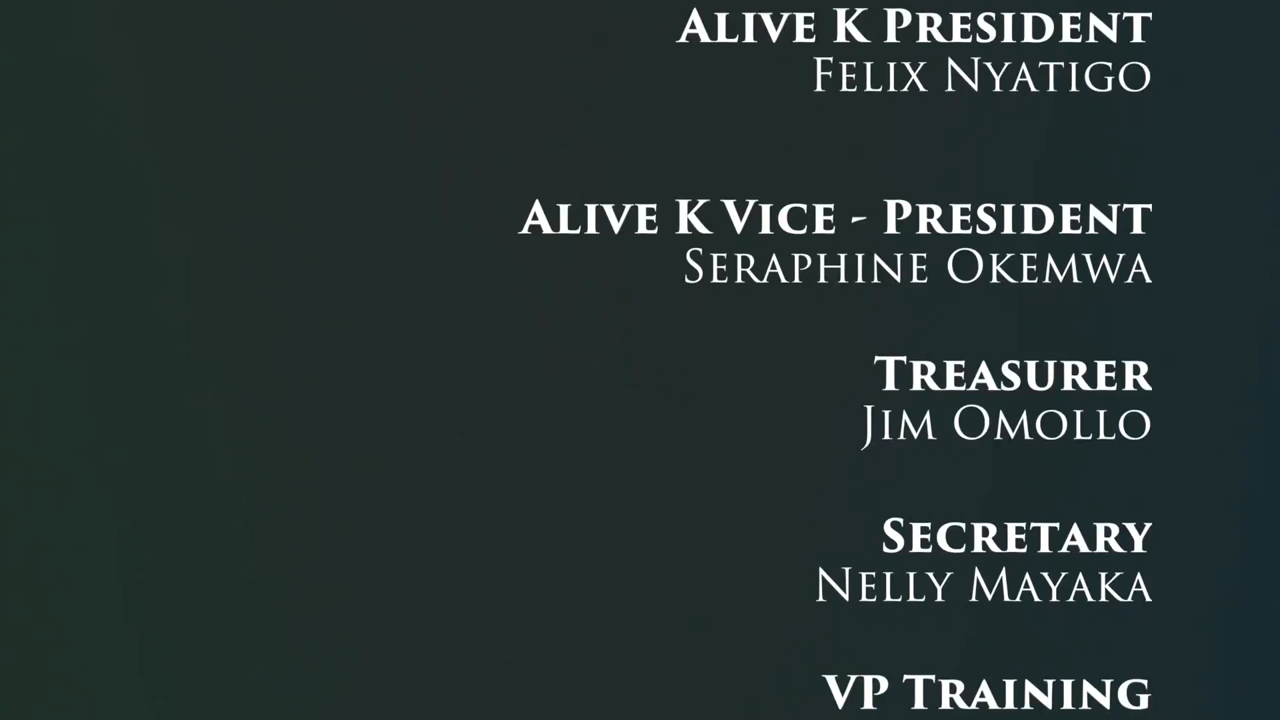 Alive K President
Felix Nyatigo
Alive K Vice - President
Seraphine Okemwa
Treasurer
Jim Omollo
Secretary
Nelly Mayaka
VP Training